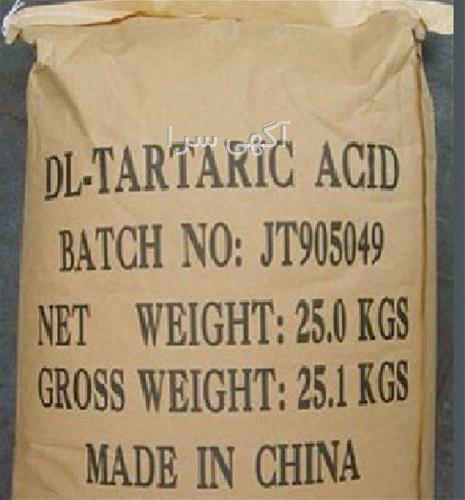 آگهی سرا
DL-TARTARIC ACID
BATCH NO: JT905049
NET WEIGHT: 25.0 KGS
GROSS WEIGHT: 25.1 KGS
MADE IN CHINA